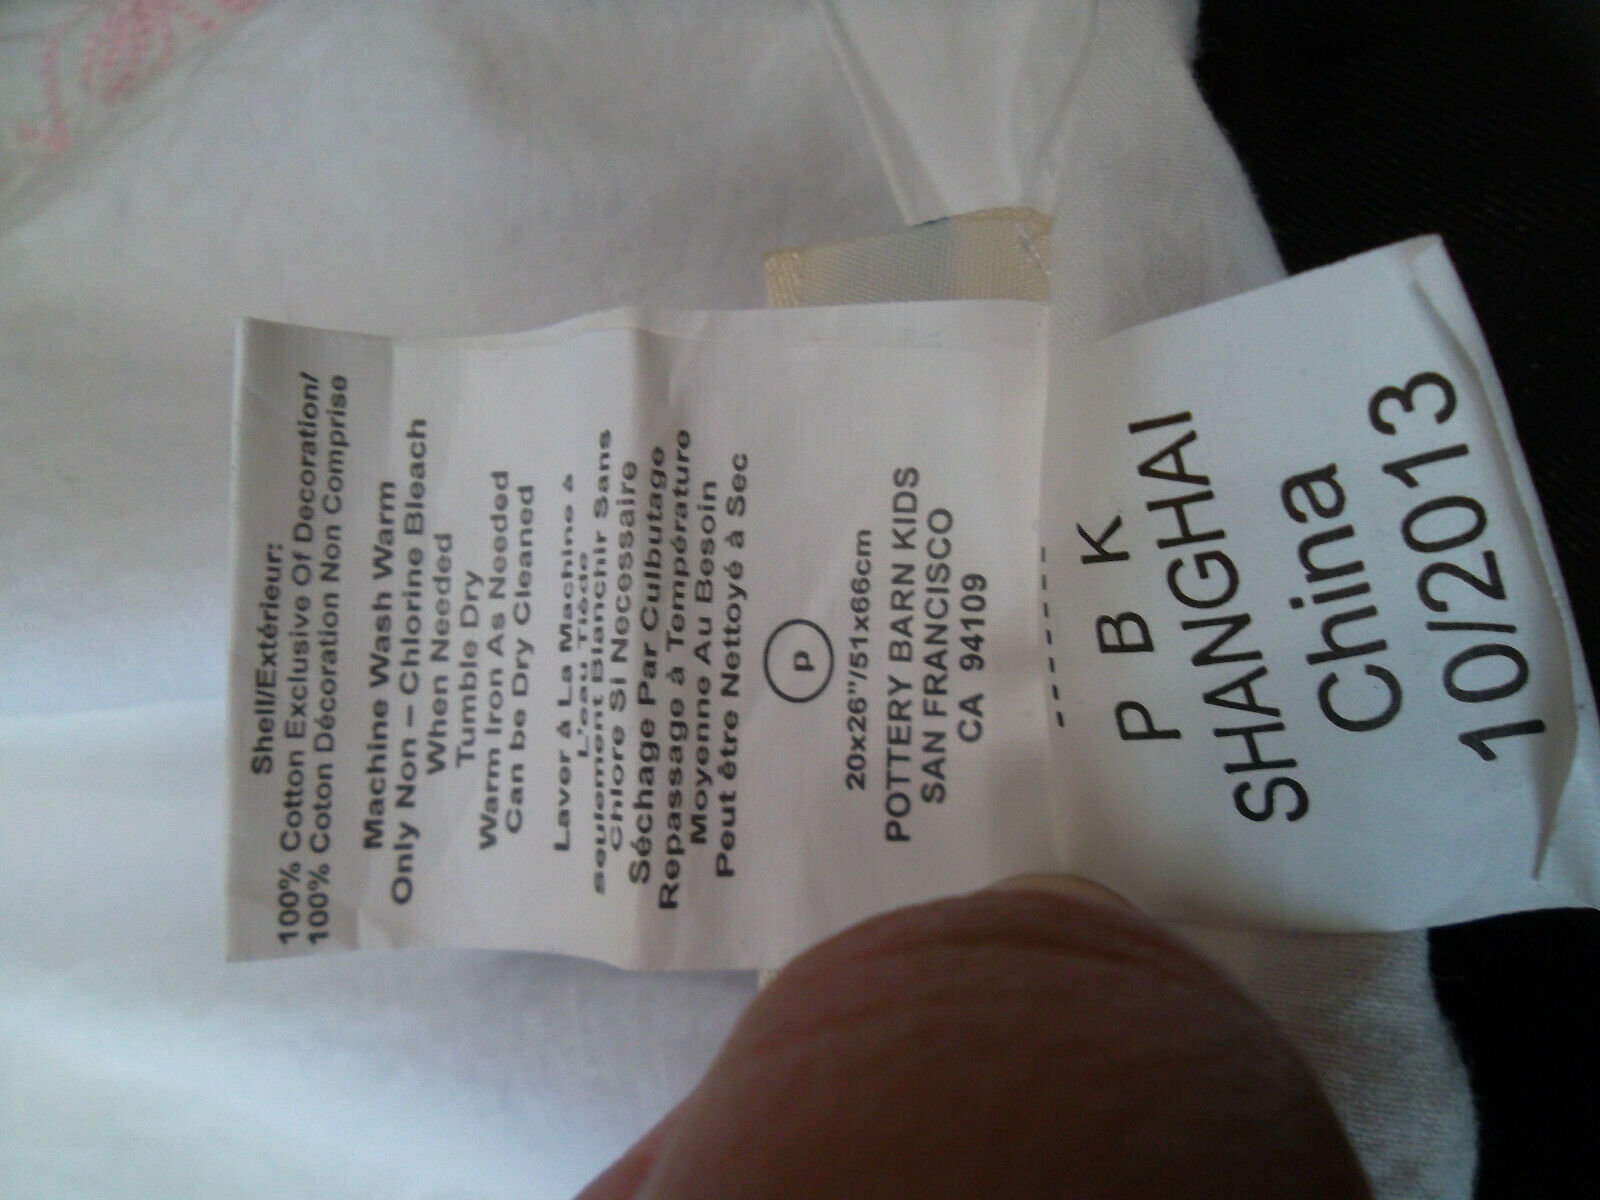 Shell/Extérieur:
100% Cotton Exclusive Of Decoration/
100% Coton Décoration Non Comprise
Machine Wash Warm
Only Non – Chlorine Bleach
When Needed
Tumble Dry
Warm Iron As Needed
Can be Dry Cleaned
Laver À La Machine à
L'eau Tiède
seulement Blanchir Sans
Chlore Si Necessaire
Séchage Par Culbutage
Repassage à Température
Moyenne Au Besoin
Peut être Nettoyé à Sec
P
20x26"/51x66cm
POTTERY BARN KIDS
SAN FRANCISCO
CA 94109
P B K
SHANGHAI
China
10/2013